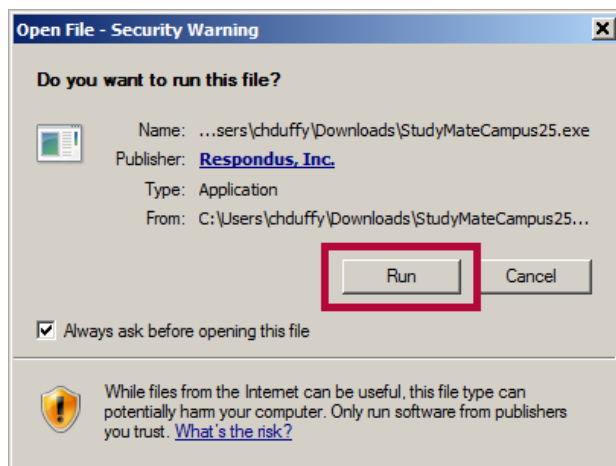 Open File - Security Warning
Do you want to run this file?
Name: ...sers\chduffy\Downloads\StudyMateCampus25.exe
Publisher: Respondus, Inc.
Type: Application
From: C:\Users\chduffy\Downloads\StudyMateCampus25...
Run Cancel
Always ask before opening this file
While files from the Internet can be useful, this file type can
potentially harm your computer. Only run software from publishers
you trust. What's the risk?